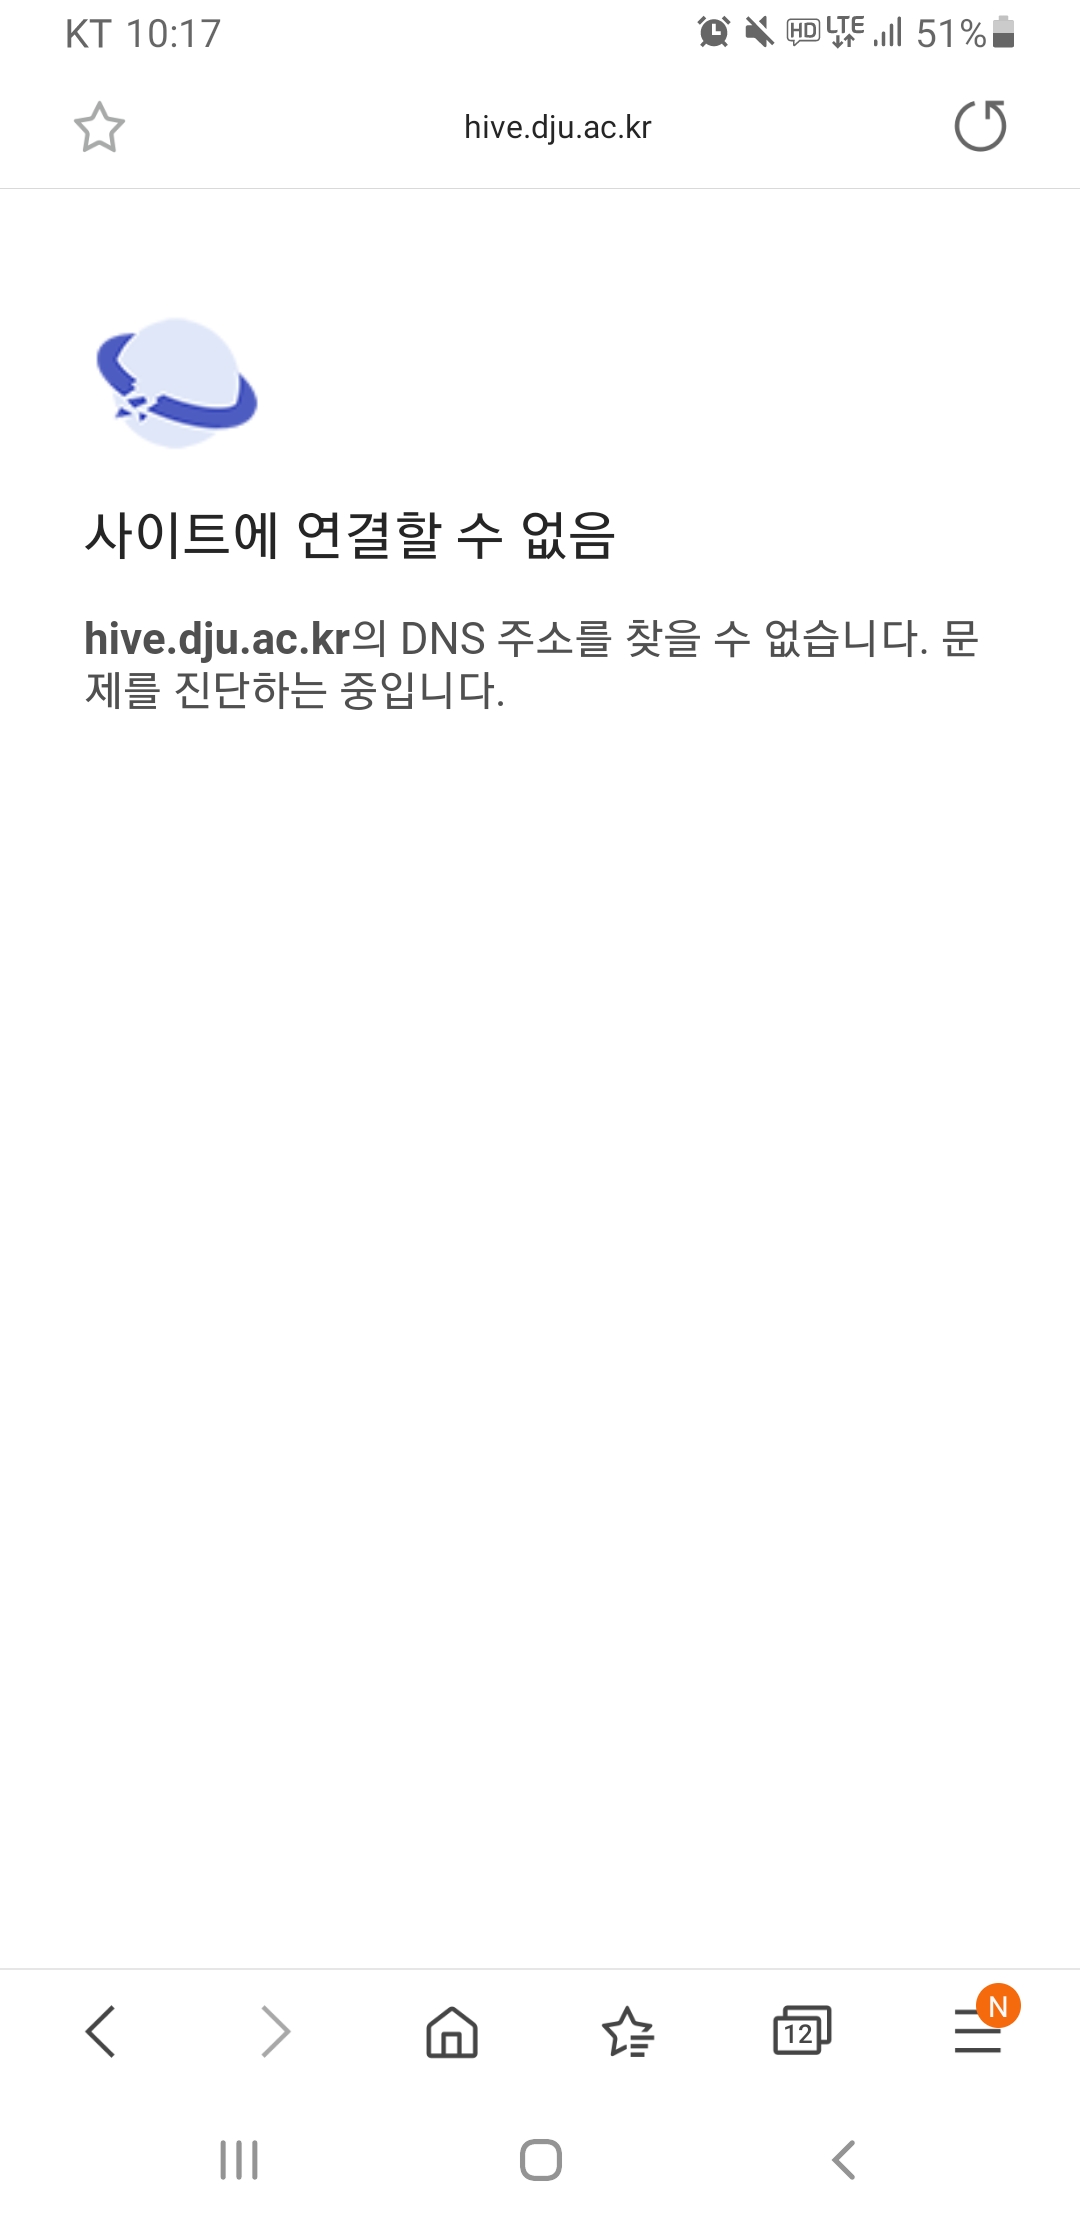 KT 10:17 HD LTE 51%
hive.dju.ac.kr
사이트에 연결할 수 없음
hive.dju.ac.kr의 DNS 주소를 찾을 수 없습니다. 문
제를 진단하는 중입니다.
12 N